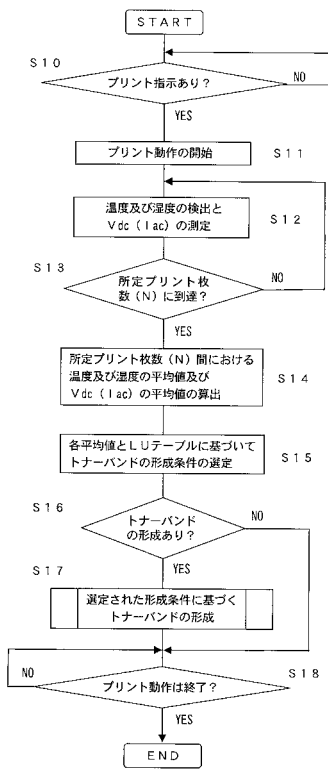 ＳＴＡＲＴ
Ｓ１０
プリント指示あり？
NO
YES
プリント動作の開始
Ｓ１１
温度及び湿度の検出と
Ｖdc（Ｉac）の測定
Ｓ１２
Ｓ１３
所定プリント枚
数（Ｎ）に到達？
NO
YES
所定プリント枚数（Ｎ）間における
温度及び湿度の平均値及び
Ｖdc（Ｉac）の平均値の算出
Ｓ１４
各平均値とＬＵテーブルに基づいて
トナーバンドの形成条件の選定
Ｓ１５
Ｓ１６
トナーバンド
の形成あり？
NO
YES
Ｓ１７
選定された形成条件に基づく
トナーバンドの形成
NO
プリント動作は終了？
Ｓ１８
YES
ＥＮＤ